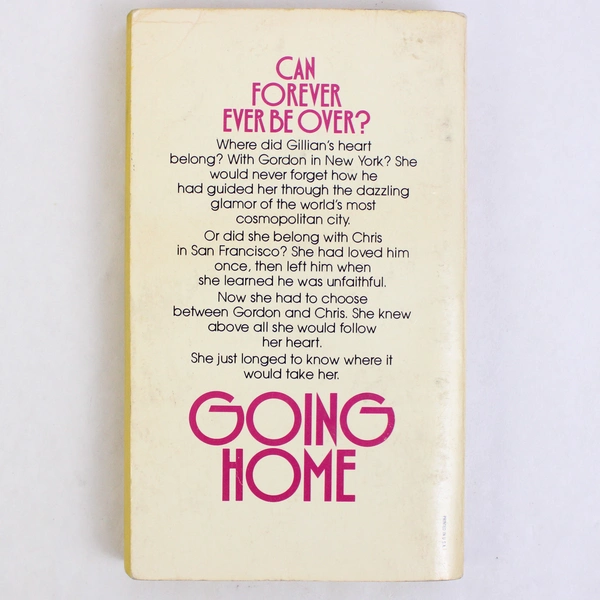 CAN
FOREVER
EVER BE OVER?
Where did Gillian's heart
belong? With Gordon in New York? She
would never forget how he
had guided her through the dazzling
glamor of the world's most
cosmopolitan city.
Or did she belong with Chris
in San Francisco? She had loved him
once, then left him when
she learned he was unfaithful.
Now she had to choose
between Gordon and Chris. She knew
above all she would follow
her heart.
She just longed to know where it
would take her.
GOING
HOME